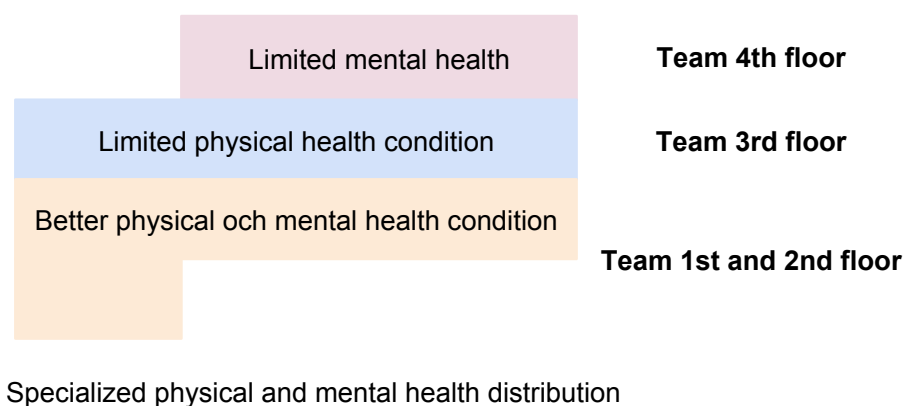 Limited mental health
Team 4th floor
Limited physical health condition
Team 3rd floor
Better physical och mental health condition
Team 1st and 2nd floor
Specialized physical and mental health distribution